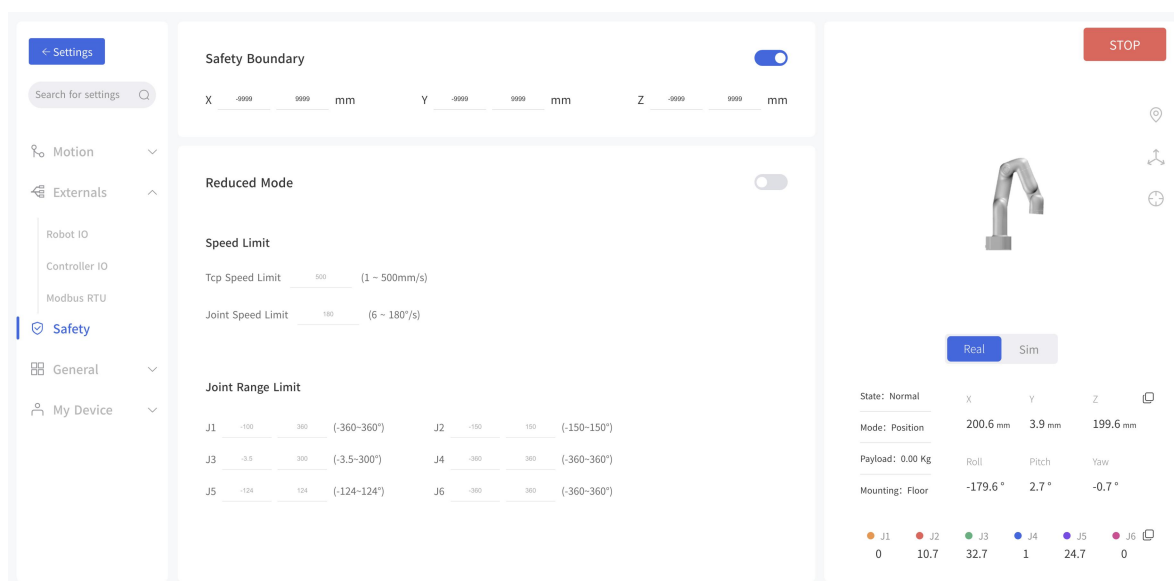 ← Settings
Search for settings
Motion
Externals
Robot IO
Controller IO
Modbus RTU
Safety
General
My Device
Safety Boundary
X -9999 9999 mm Y -9999 9999 mm Z -9999 9999 mm
Reduced Mode
Speed Limit
Tcp Speed Limit 500 (1 ~ 500mm/s)
Joint Speed Limit 180 (6 ~ 180°/s)
Joint Range Limit
J1 -100 360 (-360~360°) J2 -150 150 (-150~150°)
J3 -3.5 300 (-3.5~300°) J4 -360 360 (-360~360°)
J5 -124 124 (-124~124°) J6 -360 360 (-360~360°)
STOP
Real Sim
State: Normal
Mode: Position
Payload: 0.00 Kg
Mounting: Floor
X Y Z
200.6 mm 3.9 mm 199.6 mm
Roll Pitch Yaw
-179.6 ° 2.7 ° -0.7 °
J1 J2 J3 J4 J5 J6
0 10.7 32.7 1 24.7 0